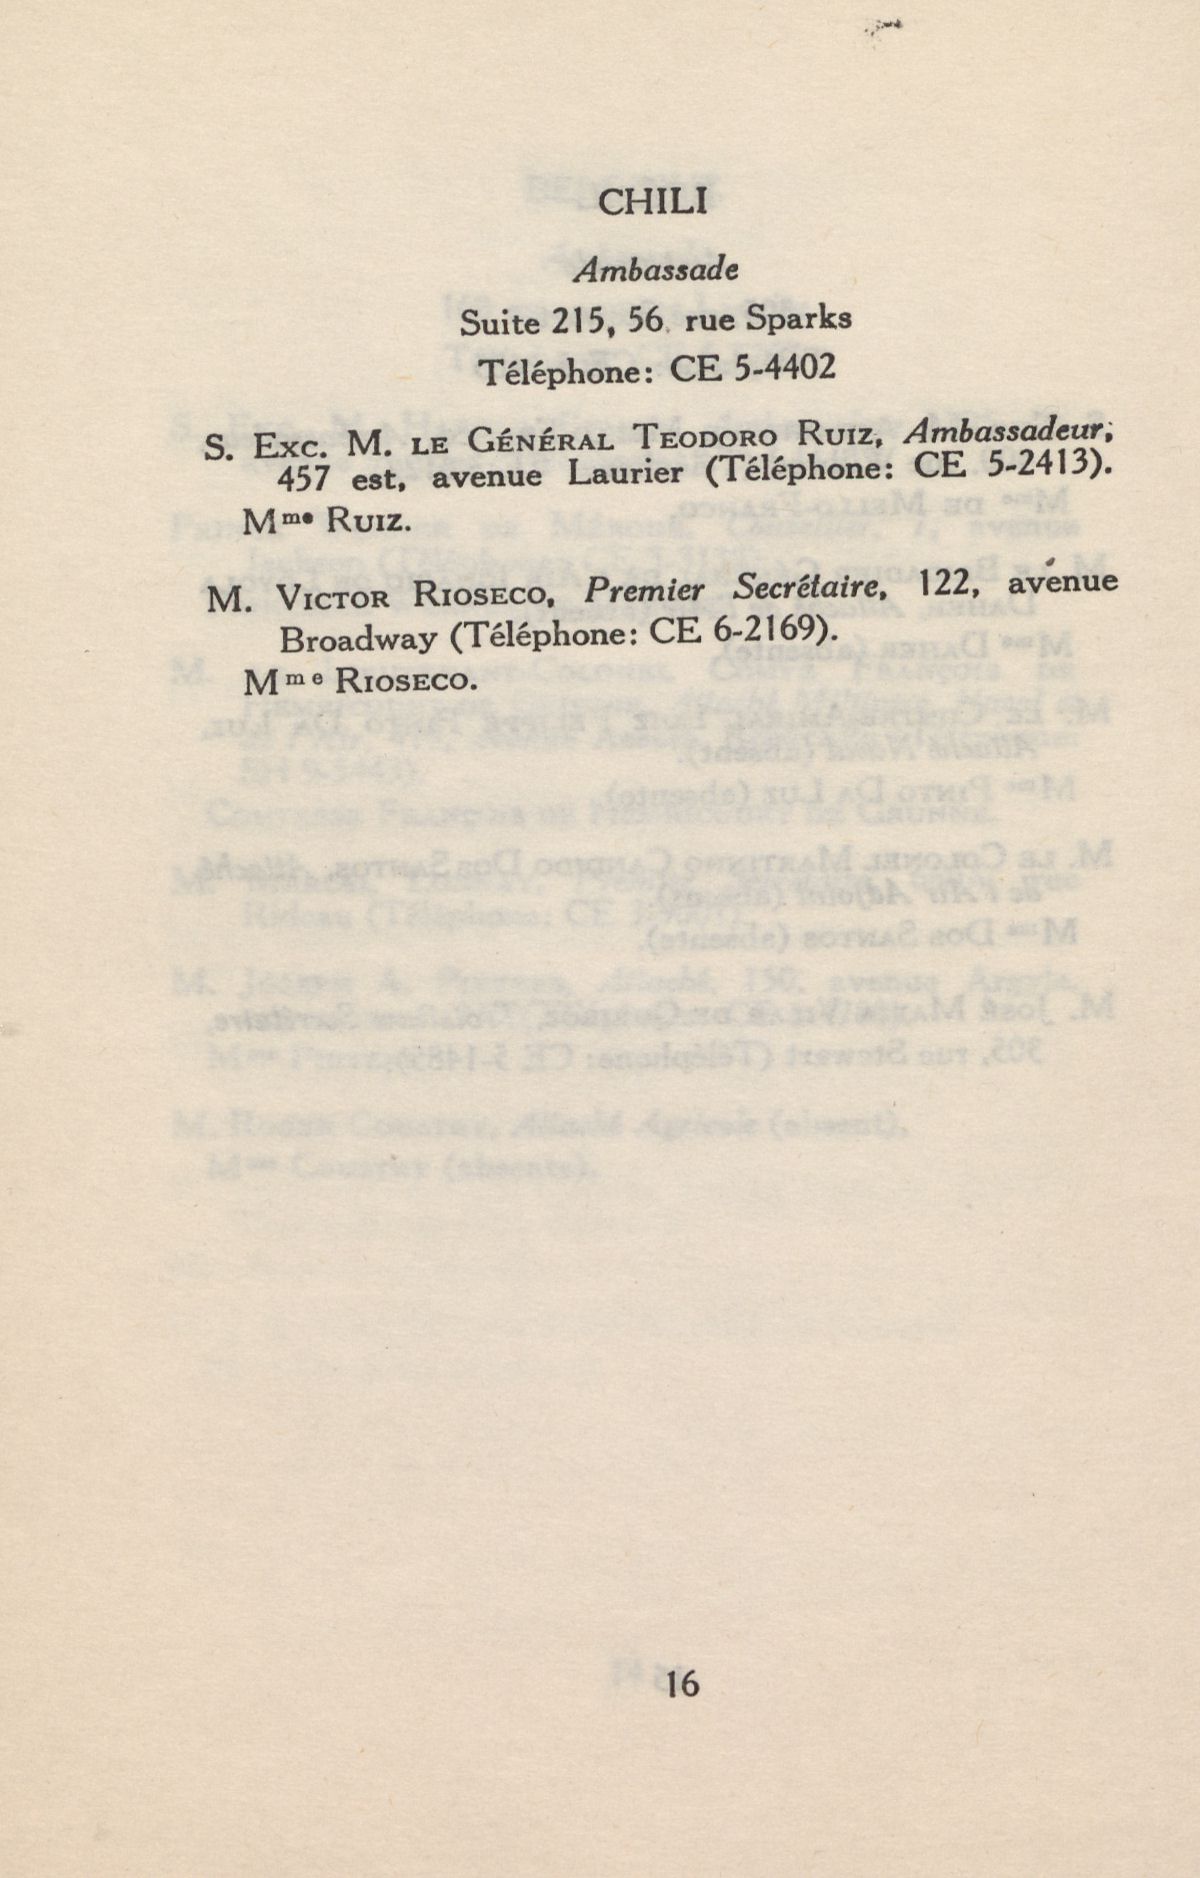 CHILI
Ambassade
Suite 215, 56, rue Sparks
Téléphone: CE 5-4402
S. Exc. M. le Général Teodoro Ruiz, Ambassadeur,
457 est, avenue Laurier (Téléphone: CE 5-2413).
Mme Ruiz.
M. Victor Rioseco, Premier Secrétaire, 122, avenue
Broadway (Téléphone: CE 6-2169).
Mme Rioseco.
16